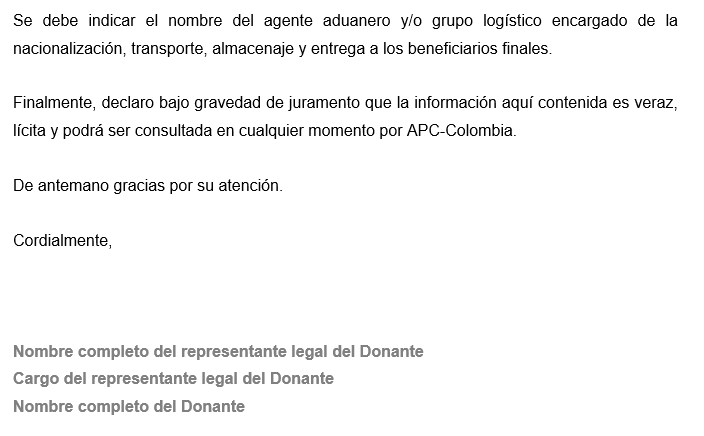 Se debe indicar el nombre del agente aduanero y/o grupo logístico encargado de la
nacionalización, transporte, almacenaje y entrega a los beneficiarios finales.
Finalmente, declaro bajo gravedad de juramento que la información aquí contenida es veraz,
lícita y podrá ser consultada en cualquier momento por APC-Colombia.
De antemano gracias por su atención.
Cordialmente,
Nombre completo del representante legal del Donante
Cargo del representante legal del Donante
Nombre completo del Donante